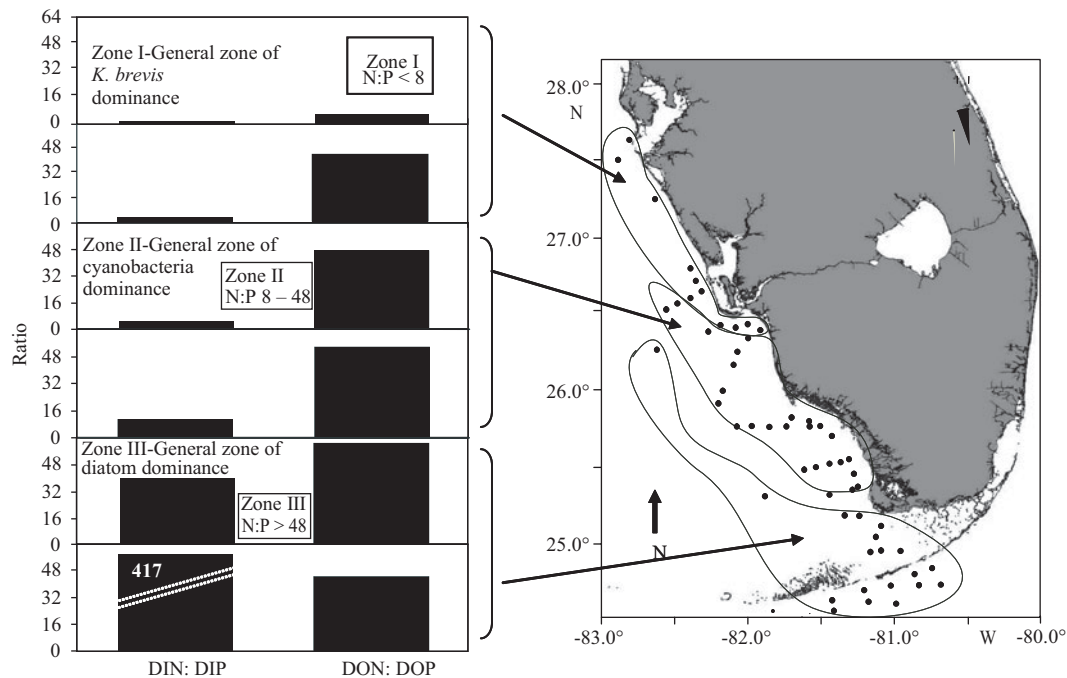 64
48
32
16
0
Zone I-General zone of
K. brevis
dominance
Zone I
N:P < 8
48
32
16
0
48
32
16
0
Zone II-General zone of
cyanobacteria
dominance
Zone II
N:P 8 – 48
48
32
16
0
Zone III-General zone of
diatom dominance
48
32
16
0
Zone III
N:P > 48
48
32
16
0
417
Ratio
DIN: DIP
DON: DOP
28.0°
N
27.0°
26.0°
25.0°
N
-83.0°
-82.0°
-81.0°
W
-80.0°